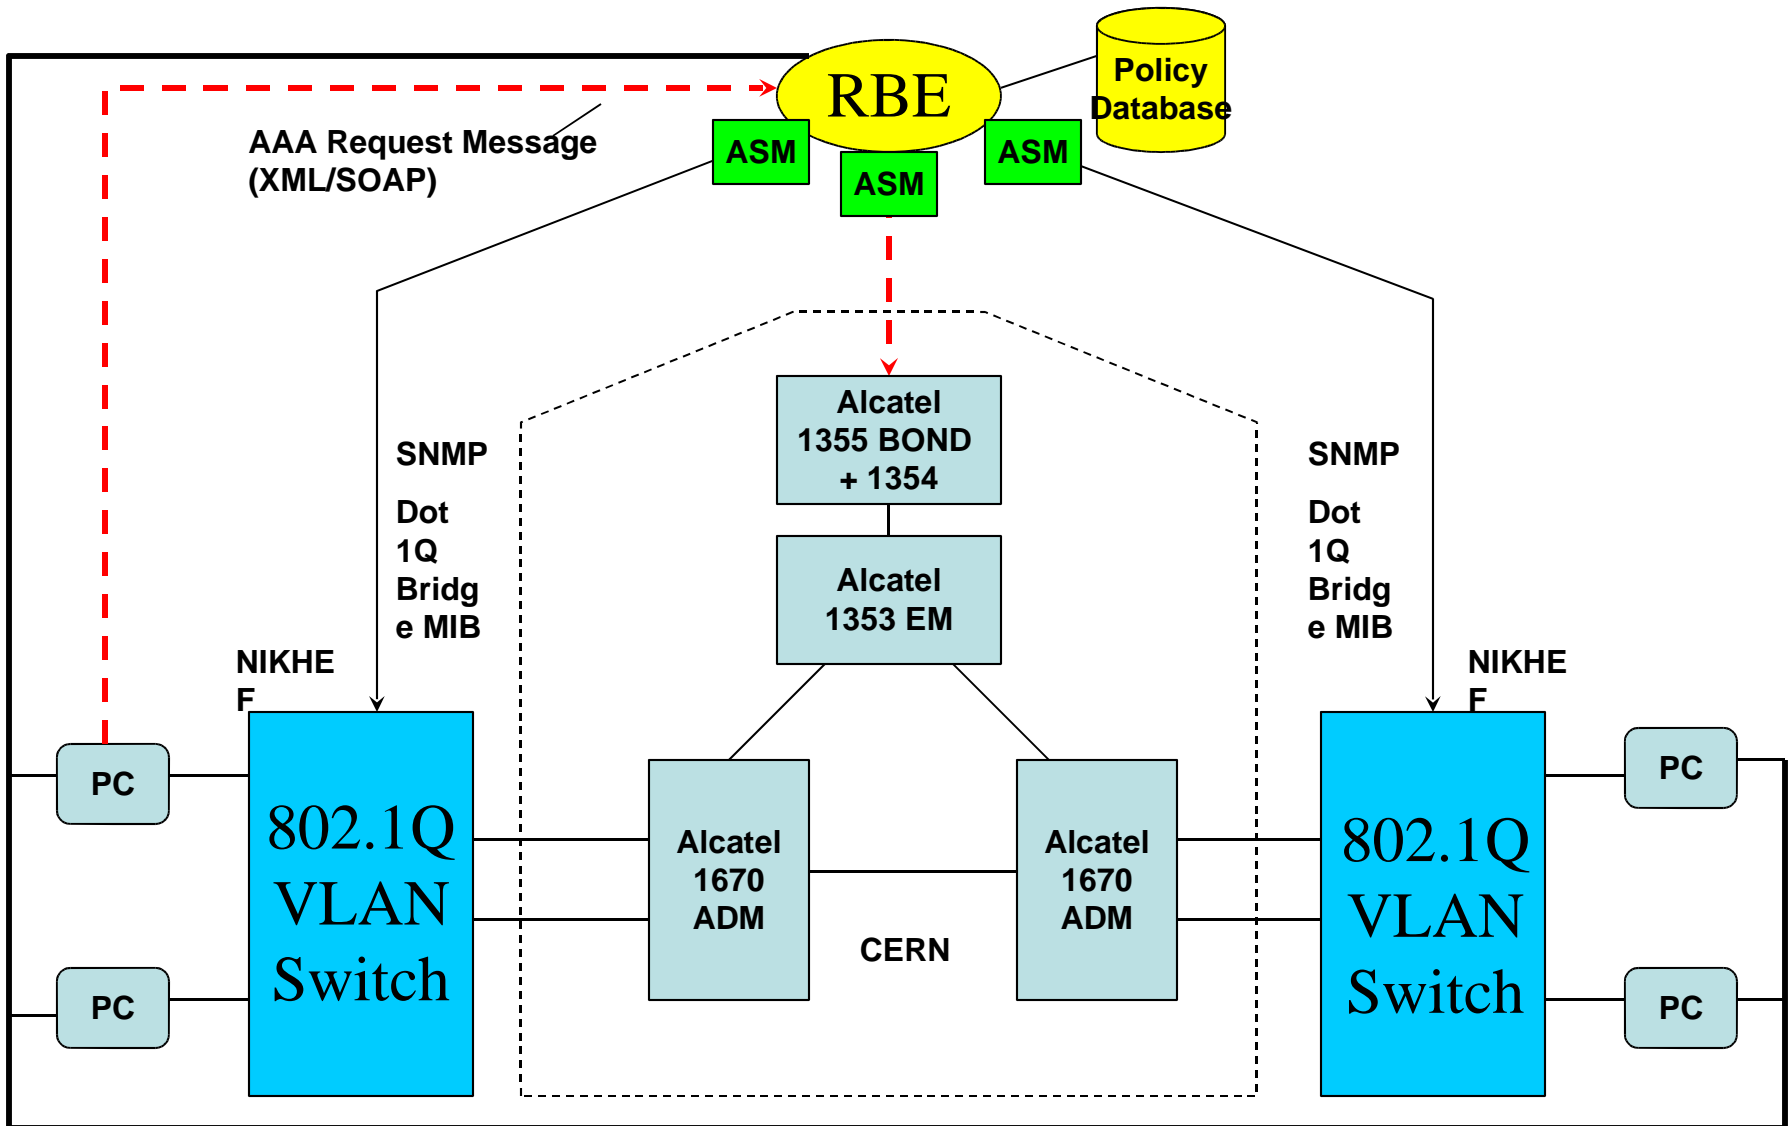 RBE
Policy
Database
AAA Request Message
(XML/SOAP)
ASM
ASM
ASM
Alcatel
1355 BOND
+ 1354
SNMP
Dot
1Q
Bridg
e MIB
SNMP
Dot
1Q
Bridg
e MIB
Alcatel
1353 EM
NIKHE
F
NIKHE
F
PC
PC
802.1Q
VLAN
Switch
Alcatel
1670
ADM
CERN
Alcatel
1670
ADM
802.1Q
VLAN
Switch
PC
PC